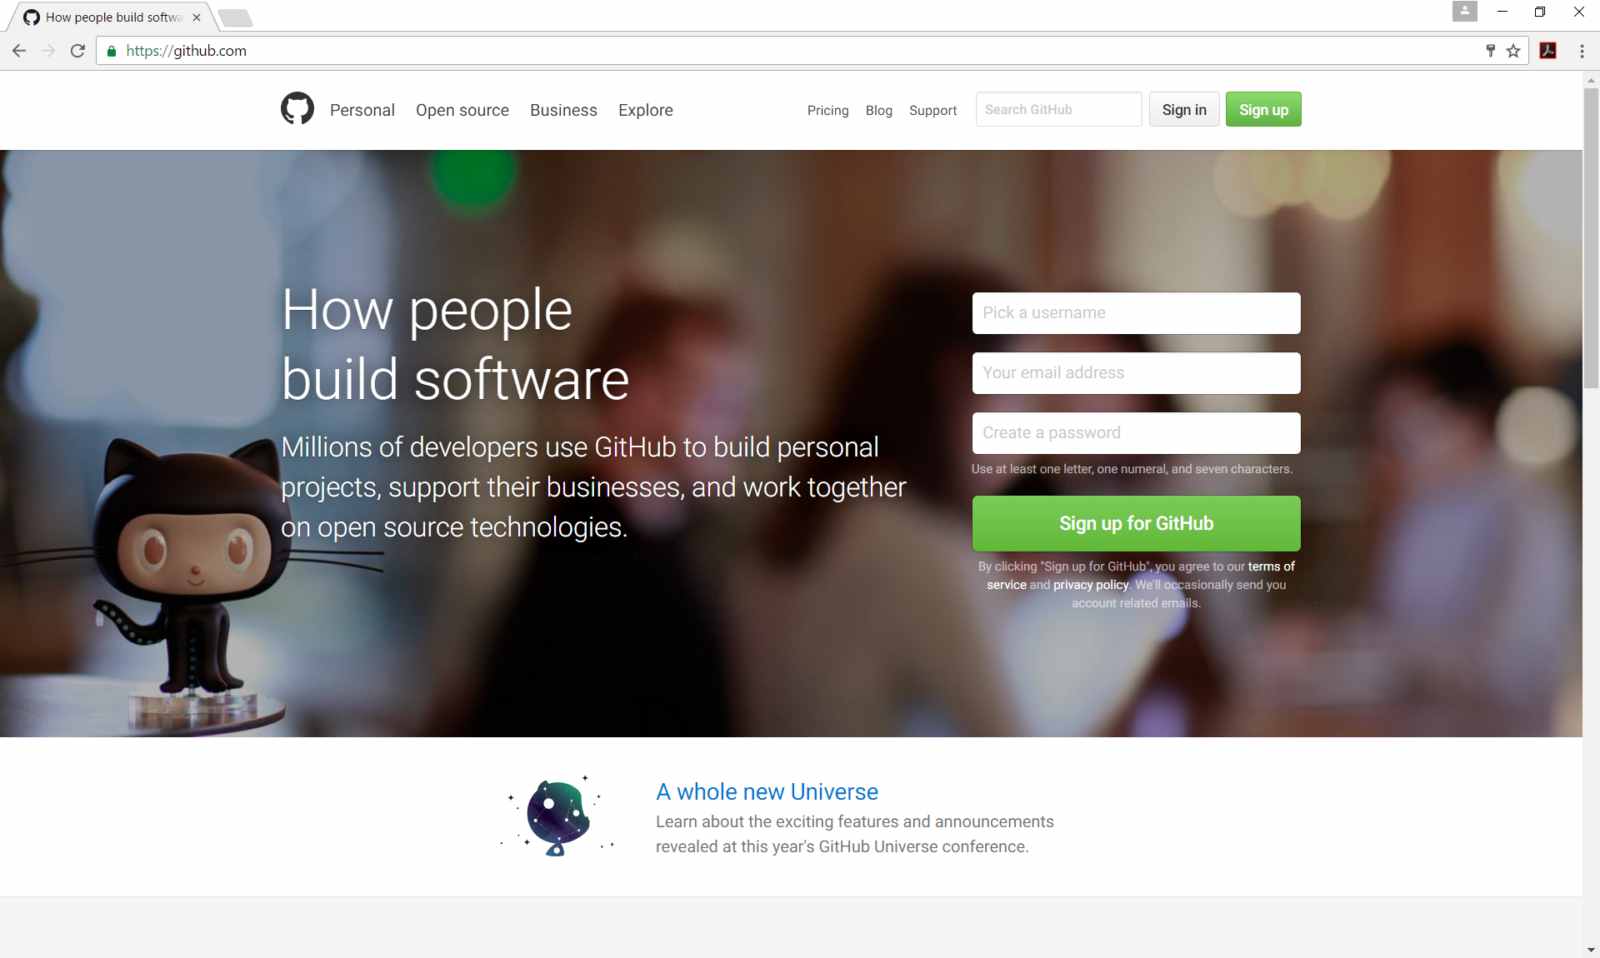 How people build softwa
https://github.com
Personal Open source Business Explore Pricing Blog Support Search GitHub Sign in Sign up
How people
build software
Millions of developers use GitHub to build personal
projects, support their businesses, and work together
on open source technologies.
Pick a username
Your email address
Create a password
Use at least one letter, one numeral, and seven characters.
Sign up for GitHub
By clicking "Sign up for GitHub", you agree to our terms of
service and privacy policy. We'll occasionally send you
account related emails.
A whole new Universe
Learn about the exciting features and announcements
revealed at this year's GitHub Universe conference.